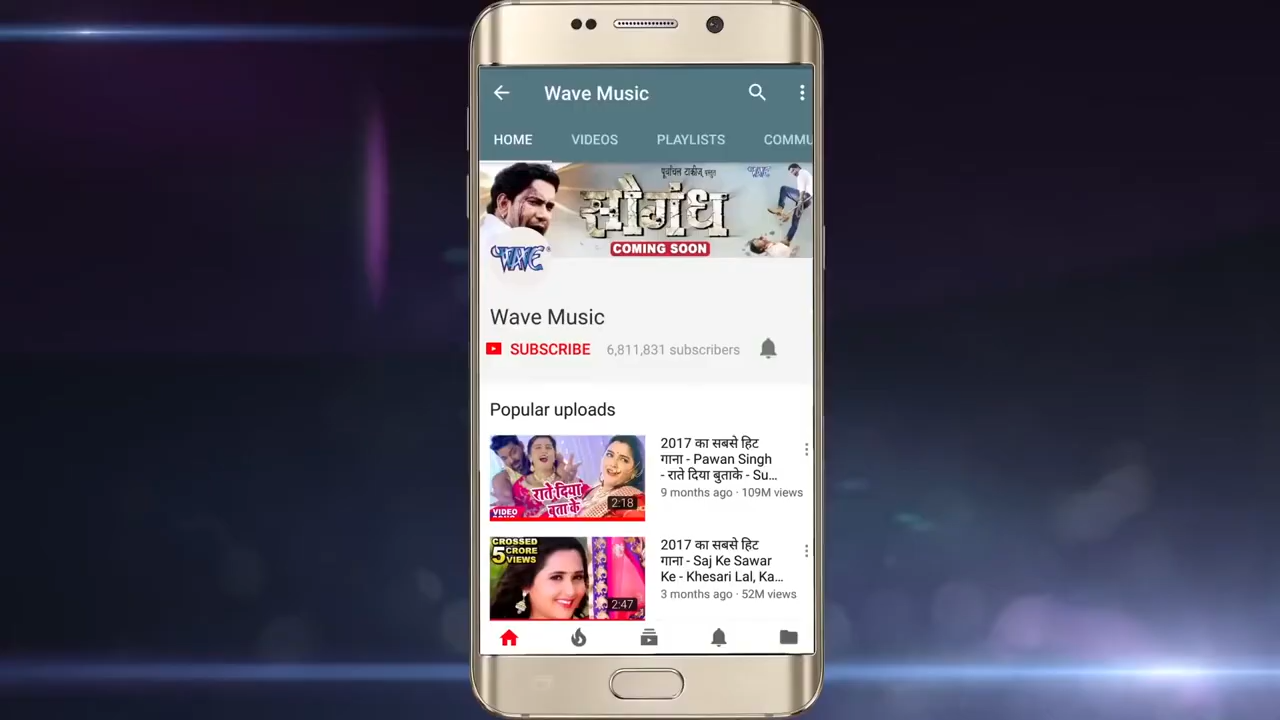 Wave Music
HOME VIDEOS PLAYLISTS COMMU
पूर्वांचल टाकीज् प्रस्तुत
सौगंध
COMING SOON
WAVE
Wave Music
SUBSCRIBE 6,811,831 subscribers
Popular uploads
राते दिया
बुता के
VIDEO
2:18
2017 का सबसे हिट
गाना - Pawan Singh
- राते दिया बुताके - Su...
9 months ago · 109M views
CROSSED
5 CRORE
VIEWS
2:47
2017 का सबसे हिट
गाना - Saj Ke Sawar
Ke - Khesari Lal, Ka...
3 months ago · 52M views